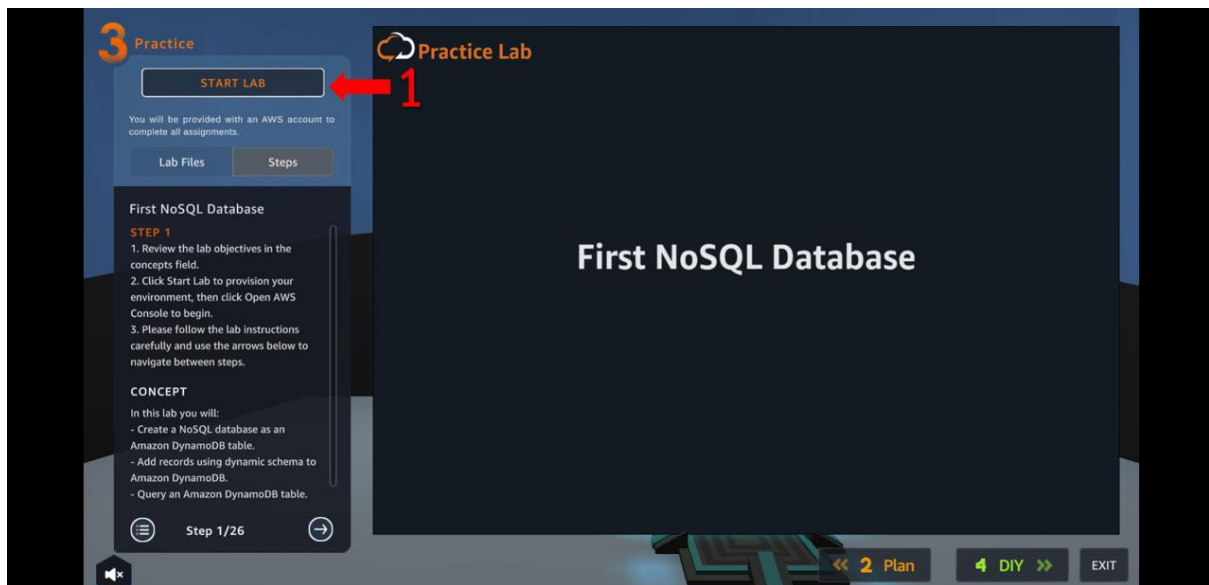 3 Practice
START LAB
1
You will be provided with an AWS account to
complete all assignments.
Lab Files
Steps
First NoSQL Database
STEP 1
1. Review the lab objectives in the
concepts field.
2. Click Start Lab to provision your
environment, then click Open AWS
Console to begin.
3. Please follow the lab instructions
carefully and use the arrows below to
navigate between steps.
CONCEPT
In this lab you will:
- Create a NoSQL database as an
Amazon DynamoDB table.
- Add records using dynamic schema to
Amazon DynamoDB.
- Query an Amazon DynamoDB table.
Step 1/26
Practice Lab
First NoSQL Database
2 Plan
4 DIY
EXIT